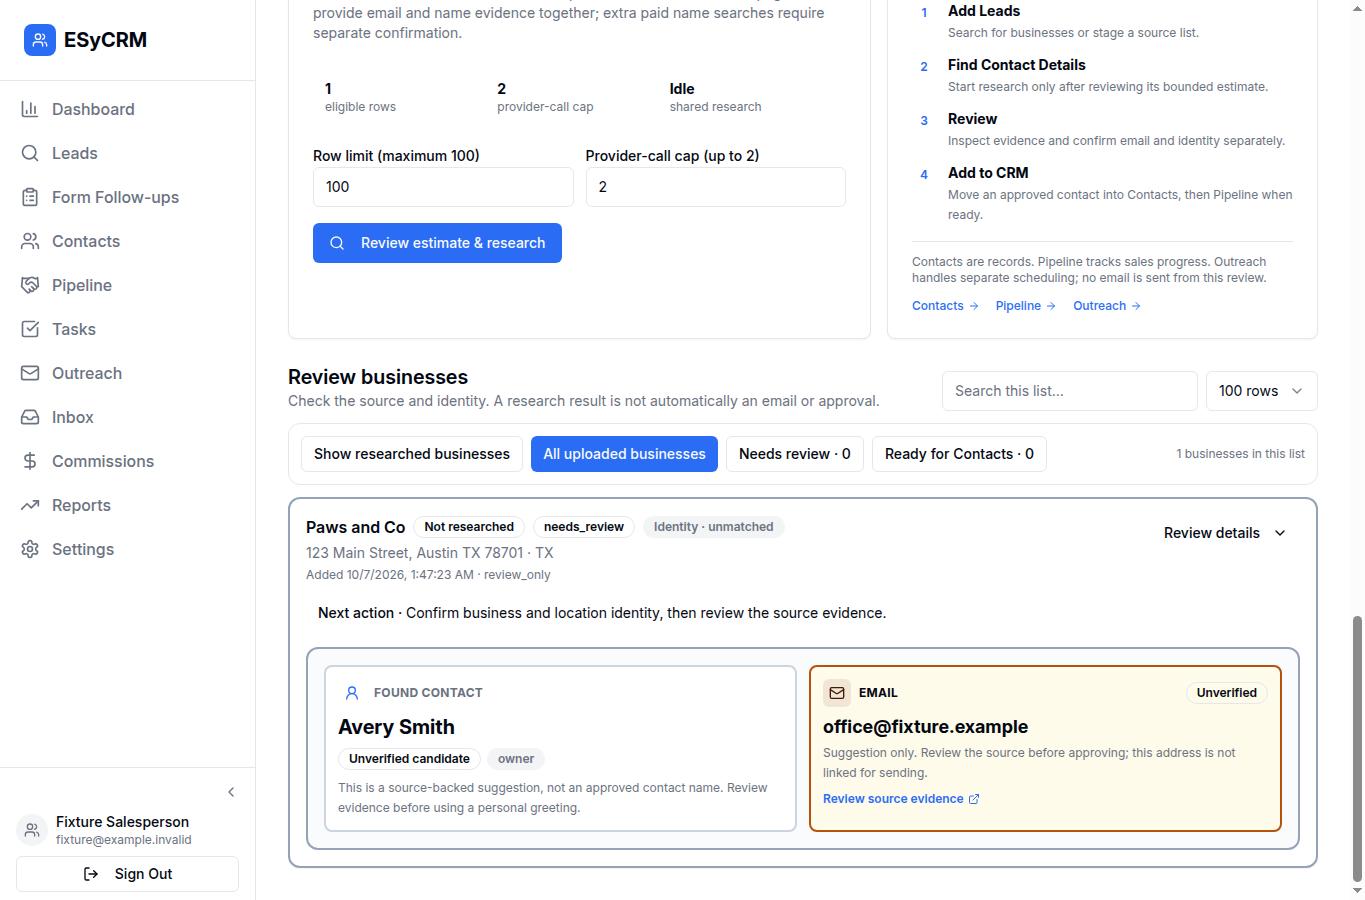 ESyCRM
Dashboard
Leads
Form Follow-ups
Contacts
Pipeline
Tasks
Outreach
Inbox
Commissions
Reports
Settings
Fixture Salesperson
fixture@example.invalid
Sign Out
provide email and name evidence together; extra paid name searches require
separate confirmation.
1
eligible rows
2
provider-call cap
Idle
shared research
Row limit (maximum 100)
100
Provider-call cap (up to 2)
2
Review estimate & research
1 Add Leads
Search for businesses or stage a source list.
2 Find Contact Details
Start research only after reviewing its bounded estimate.
3 Review
Inspect evidence and confirm email and identity separately.
4 Add to CRM
Move an approved contact into Contacts, then Pipeline when
ready.
Contacts are records. Pipeline tracks sales progress. Outreach
handles separate scheduling; no email is sent from this review.
Contacts → Pipeline → Outreach →
Review businesses
Check the source and identity. A research result is not automatically an email or approval.
Search this list...
100 rows
Show researched businesses
All uploaded businesses
Needs review · 0
Ready for Contacts · 0
1 businesses in this list
Paws and Co Not researched needs_review Identity · unmatched
Review details
123 Main Street, Austin TX 78701 · TX
Added 10/7/2026, 1:47:23 AM · review_only
Next action · Confirm business and location identity, then review the source evidence.
FOUND CONTACT
Avery Smith
Unverified candidate owner
This is a source-backed suggestion, not an approved contact name. Review
evidence before using a personal greeting.
EMAIL
Unverified
office@fixture.example
Suggestion only. Review the source before approving; this address is not
linked for sending.
Review source evidence